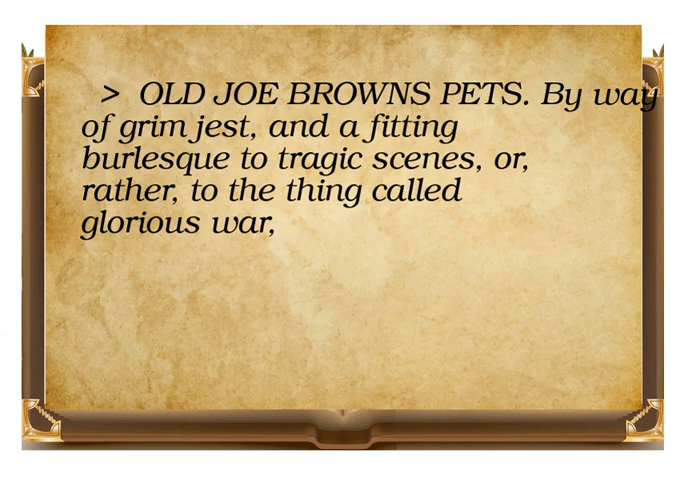 > OLD JOE BROWNS PETS. By way
of grim jest, and a fitting
burlesque to tragic scenes, or,
rather, to the thing called
glorious war,